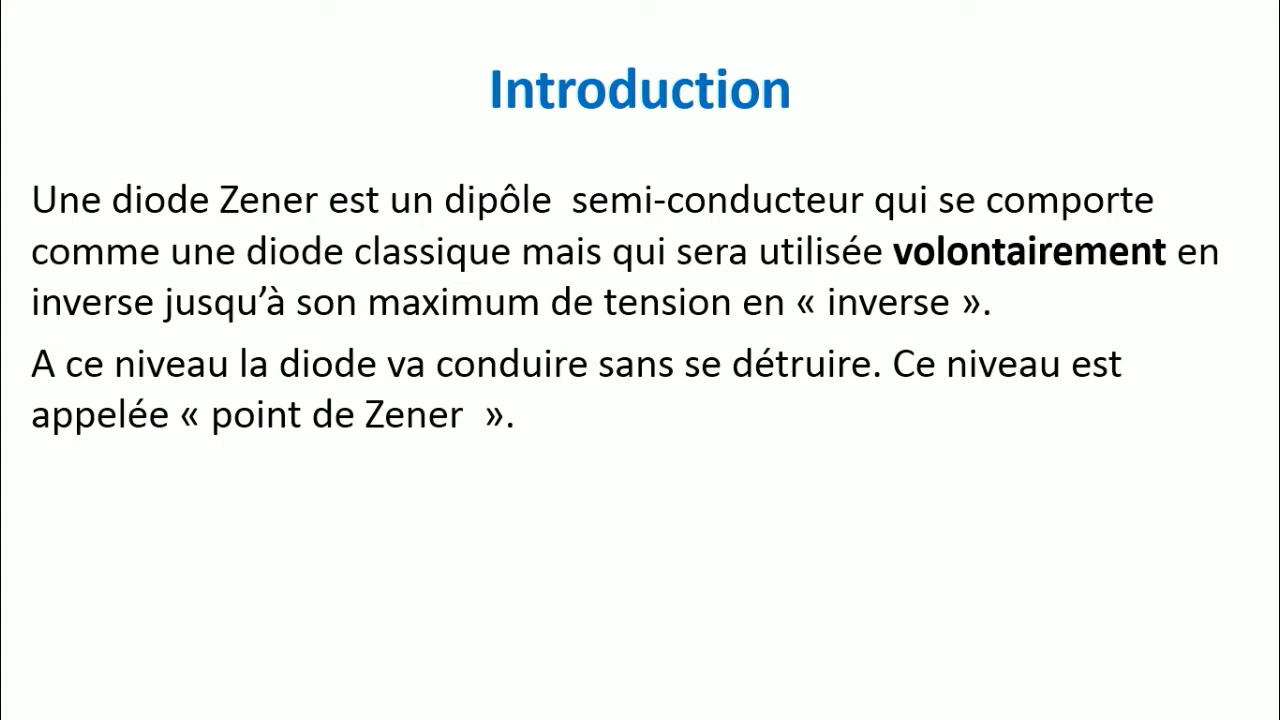 Introduction
Une diode Zener est un dipôle  semi-conducteur qui se comporte
comme une diode classique mais qui sera utilisée volontairement en
inverse jusqu’à son maximum de tension en « inverse ».
A ce niveau la diode va conduire sans se détruire. Ce niveau est
appelée « point de Zener  ».